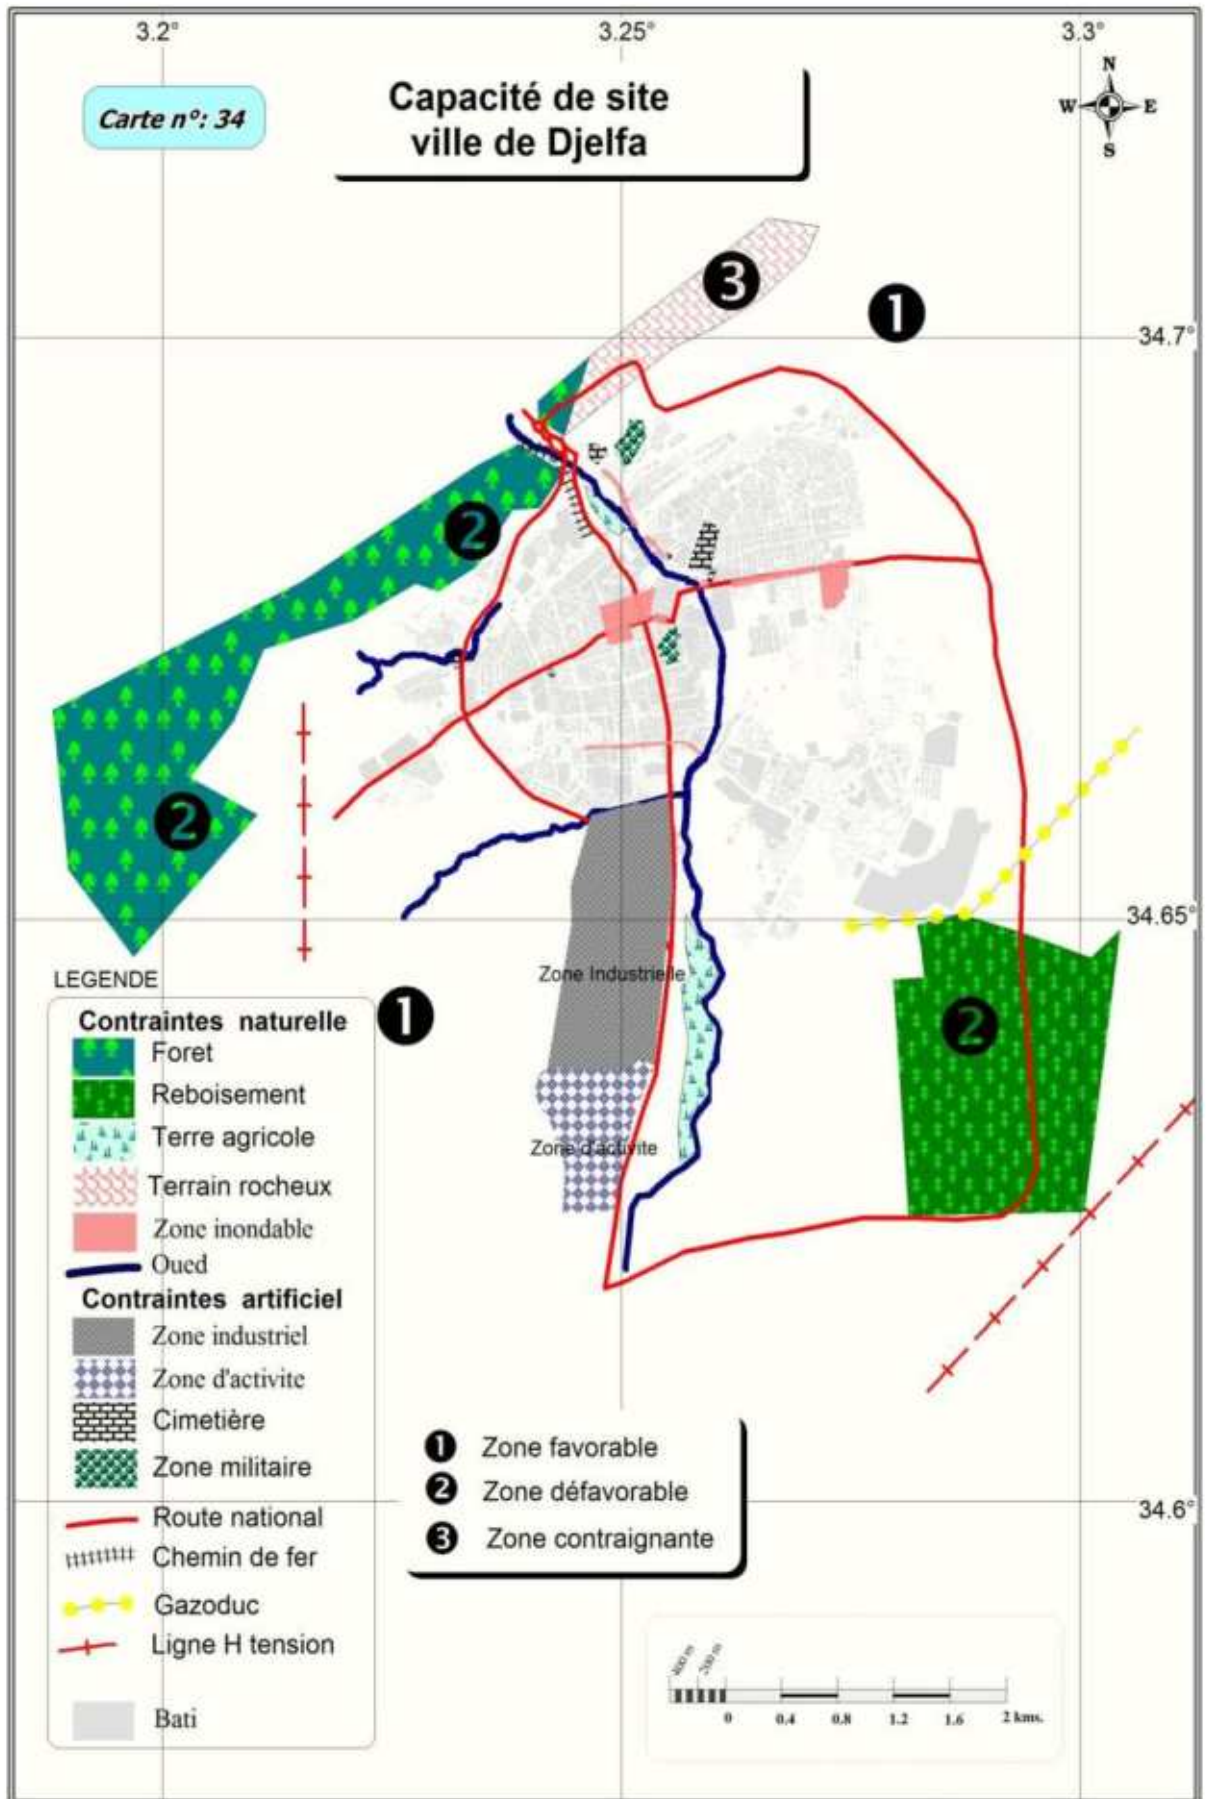 3.2°
3.25°
3.3°
Carte n°: 34
Capacité de site
ville de Djelfa
N
W E
S
3
1
34.7°
2
2
34.65°
Zone Industrielle
1
2
Zone d'activite
LEGENDE
Contraintes naturelle
Foret
Reboisement
Terre agricole
Terrain rocheux
Zone inondable
Oued
Contraintes artificiel
Zone industriel
Zone d'activite
Cimetière
Zone militaire
Route national
Chemin de fer
Gazoduc
Ligne H tension
Bati
1 Zone favorable
2 Zone défavorable
3 Zone contraignante
34.6°
400 m 200 m
0 0.4 0.8 1.2 1.6 2 kms.